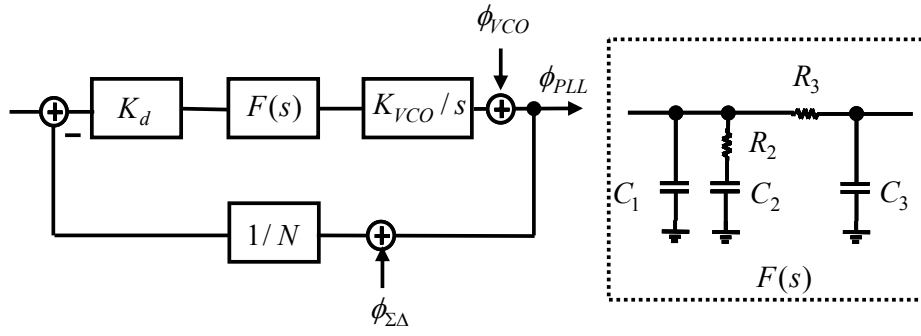 ϕ_VCO
ϕ_PLL
K_d
F(s)
K_VCO / s
−
1/ N
ϕ_ΣΔ
R_3
R_2
C_1
C_2
C_3
F(s)